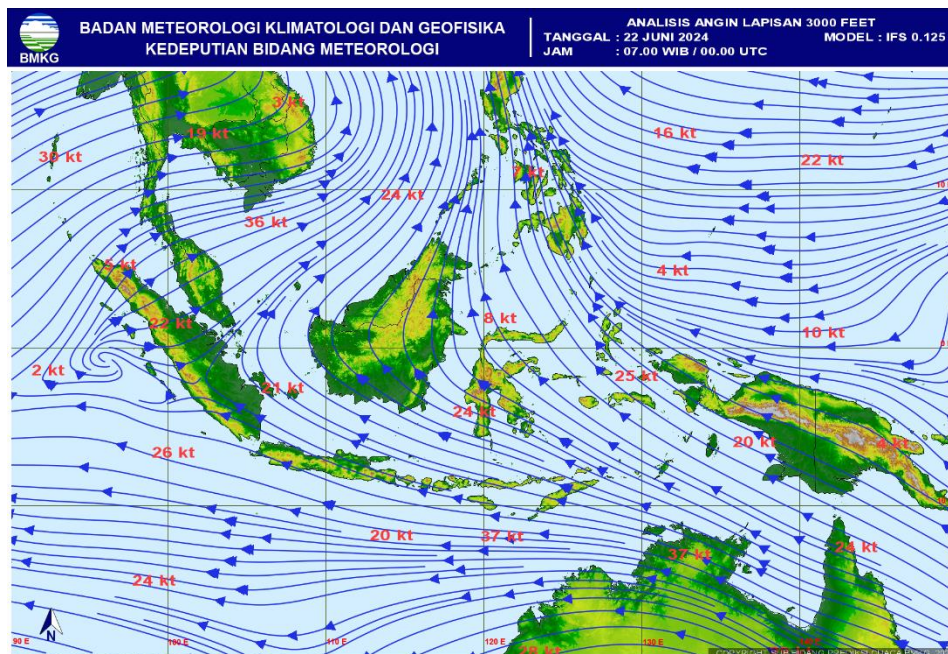 BMKG
BADAN METEOROLOGI KLIMATOLOGI DAN GEOFISIKA
KEDEPUTIAN BIDANG METEOROLOGI
ANALISIS ANGIN LAPISAN 3000 FEET
TANGGAL : 22 JUNI 2024 MODEL : IFS 0.125
JAM : 07.00 WIB / 00.00 UTC
3 kt
19 kt
16 kt
30 kt
22 kt
7 kt
24 kt
36 kt
5 kt
4 kt
22 kt
8 kt
10 kt
2 kt
21 kt
25 kt
24 kt
26 kt
20 kt
4 kt
20 kt
37 kt
37 kt
24 kt
24 kt
28 kt
N
90 E
100 E
110 E
120 E
130 E